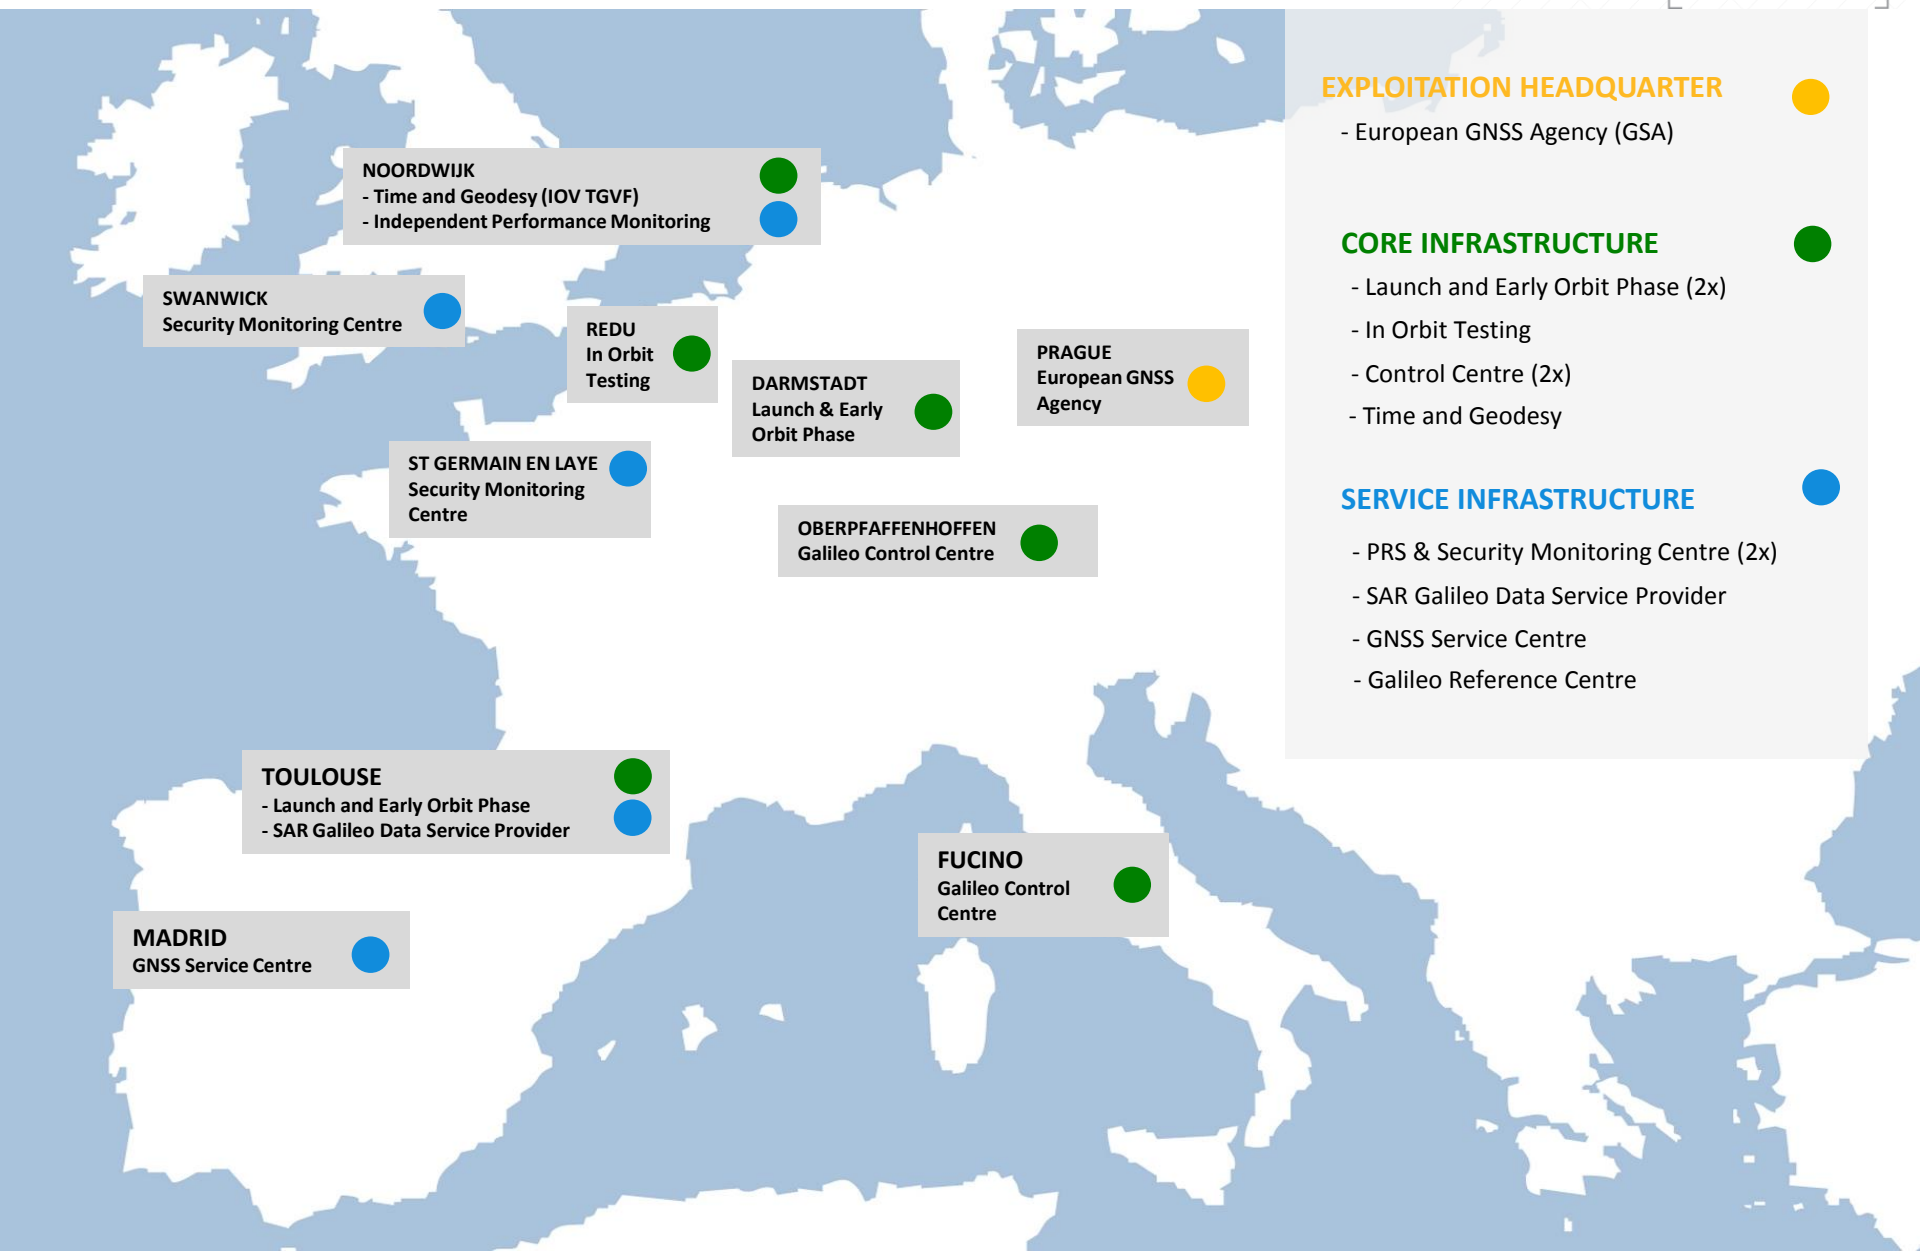 NOORDWIJK
- Time and Geodesy (IOV TGVF)
- Independent Performance Monitoring
SWANWICK
Security Monitoring Centre
REDU
In Orbit
Testing
DARMSTADT
Launch & Early
Orbit Phase
PRAGUE
European GNSS
Agency
ST GERMAIN EN LAYE
Security Monitoring
Centre
OBERPFAFFENHOFFEN
Galileo Control Centre
TOULOUSE
- Launch and Early Orbit Phase
- SAR Galileo Data Service Provider
FUCINO
Galileo Control
Centre
MADRID
GNSS Service Centre
EXPLOITATION HEADQUARTER
- European GNSS Agency (GSA)
CORE INFRASTRUCTURE
- Launch and Early Orbit Phase (2x)
- In Orbit Testing
- Control Centre (2x)
- Time and Geodesy
SERVICE INFRASTRUCTURE
- PRS & Security Monitoring Centre (2x)
- SAR Galileo Data Service Provider
- GNSS Service Centre
- Galileo Reference Centre